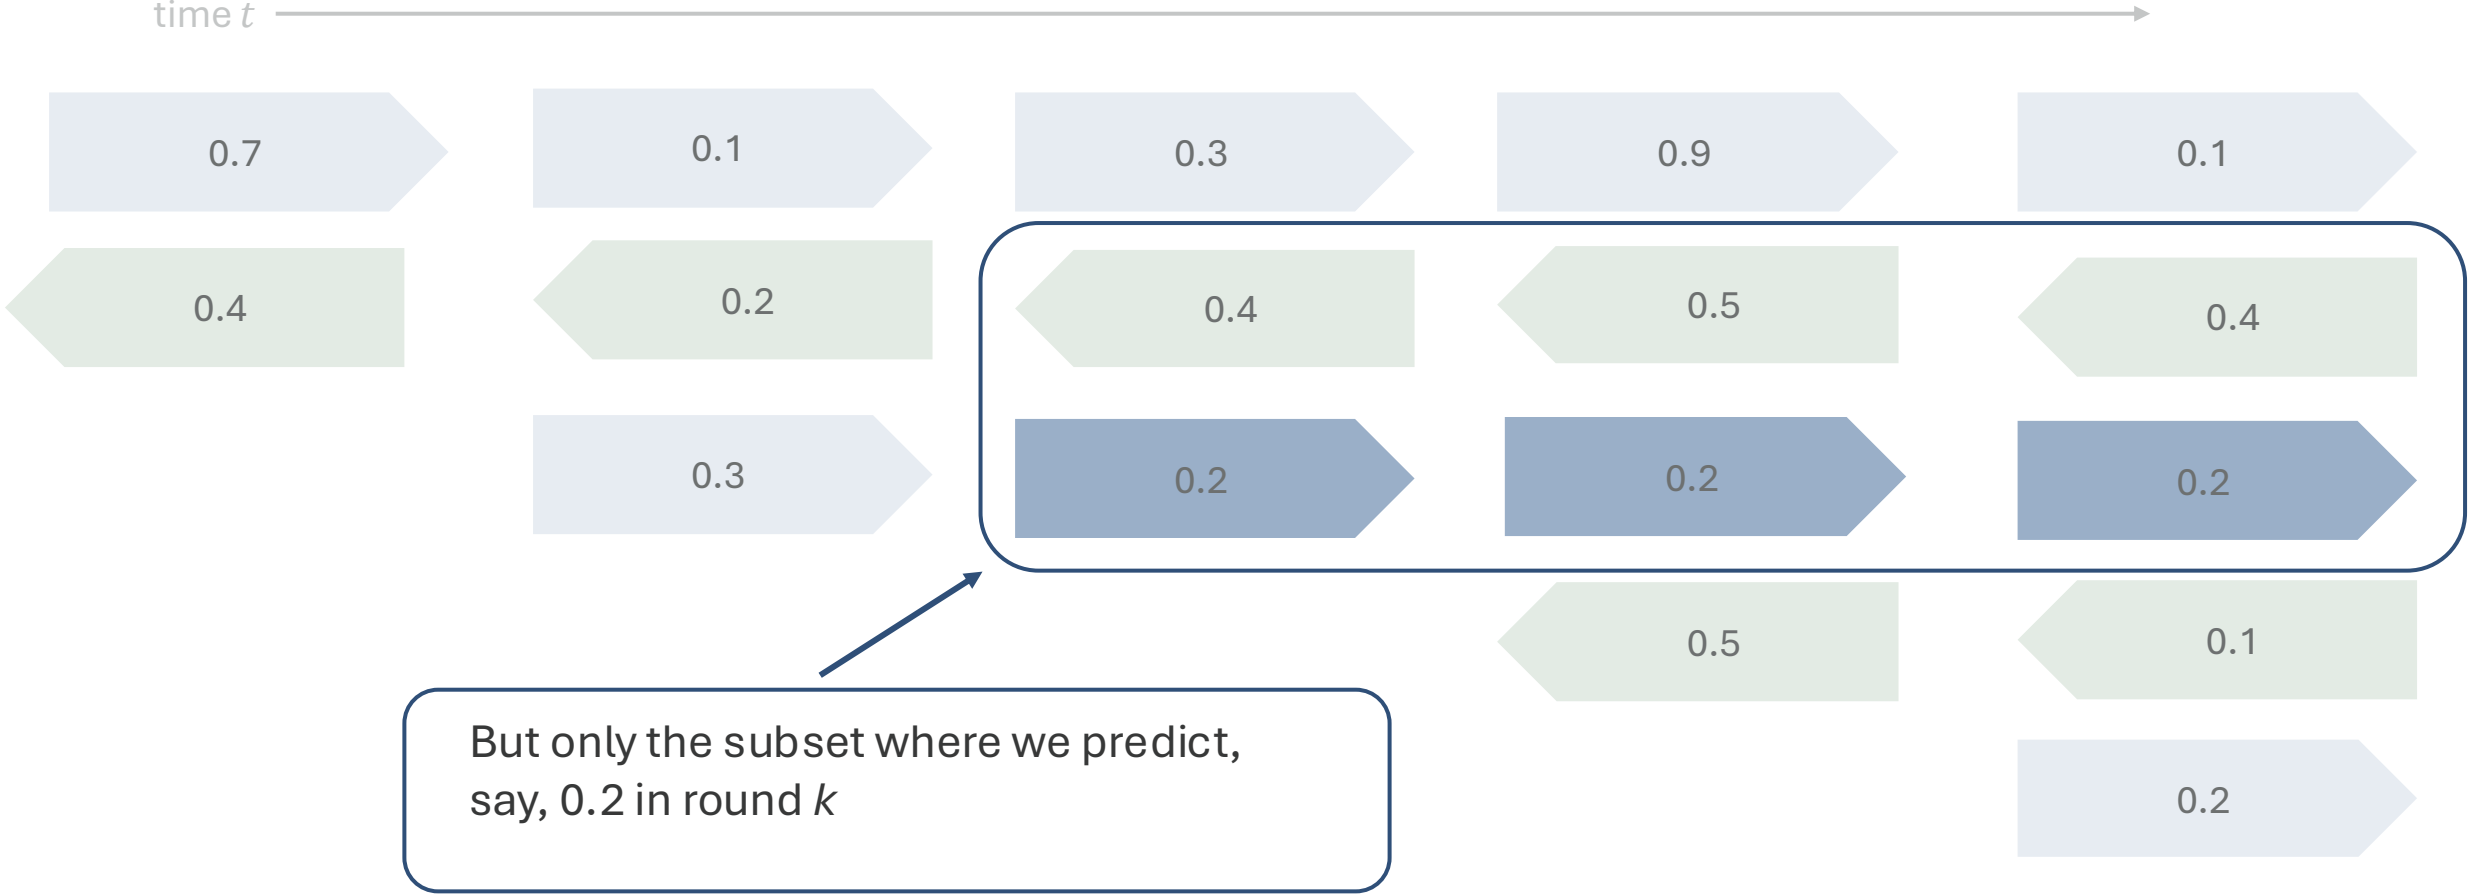 time t
0.7 0.1 0.3 0.9 0.1
0.4 0.2 0.4 0.5 0.4
0.3 0.2 0.2 0.2
0.5 0.1
But only the subset where we predict,
say, 0.2 in round k
0.2